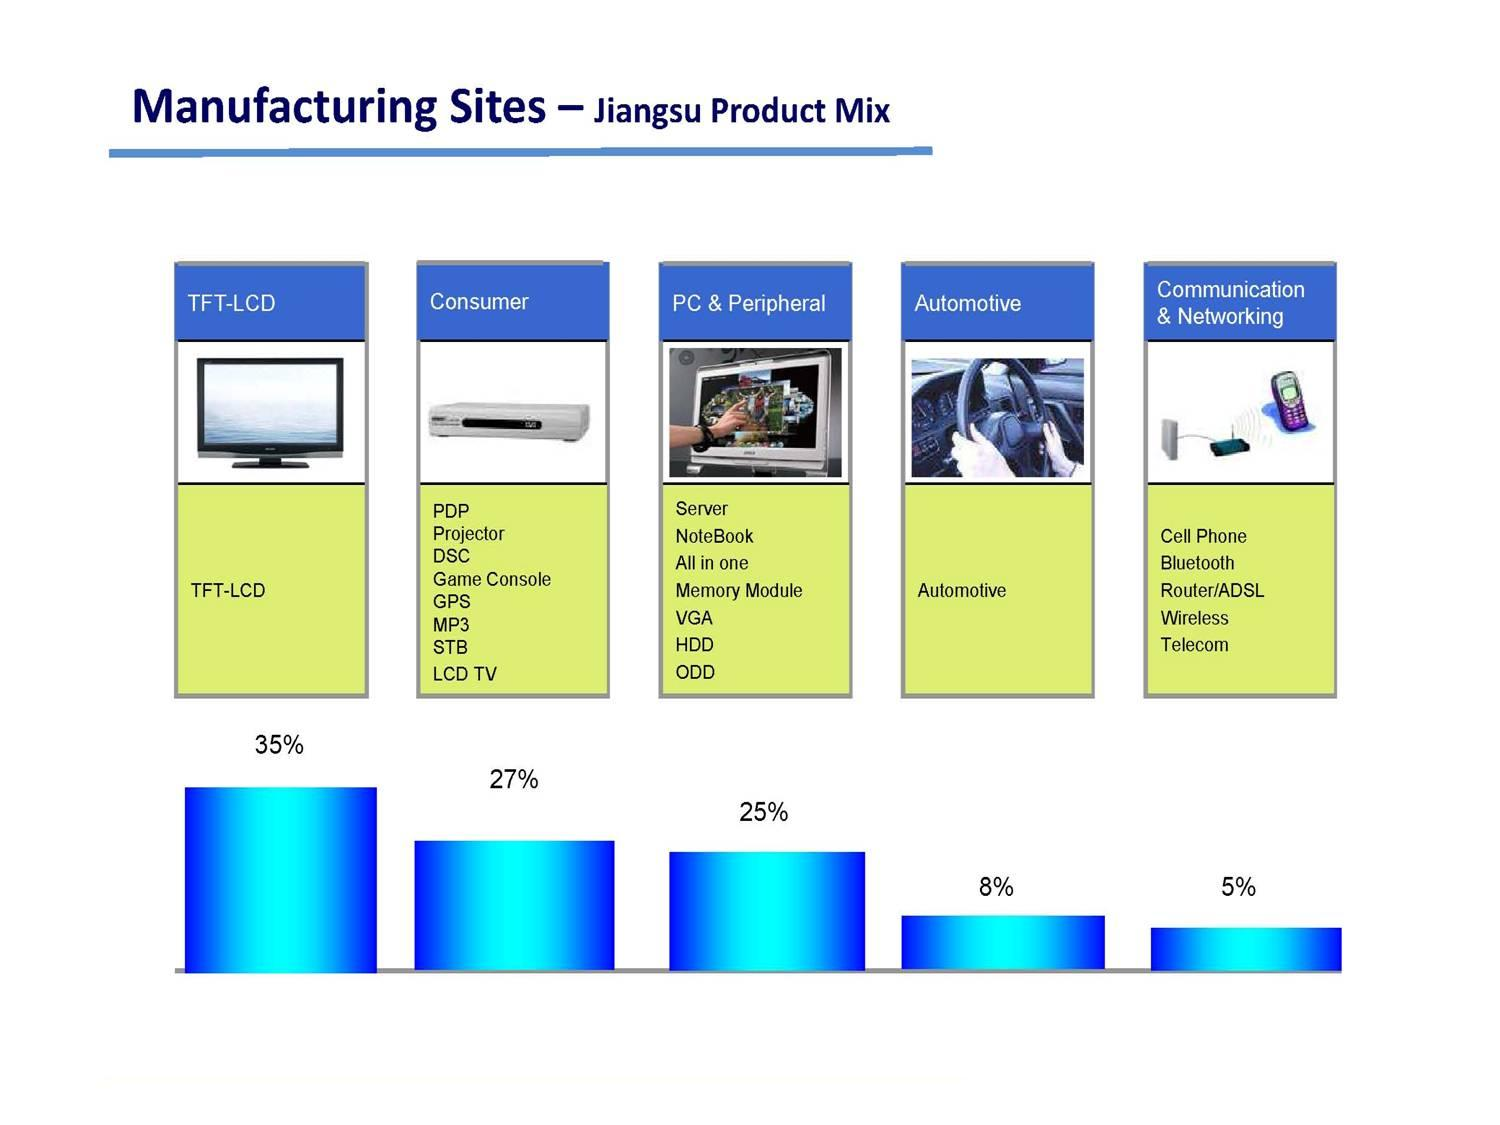 Manufacturing Sites – Jiangsu Product Mix
TFT-LCD
TFT-LCD
35%
Consumer
PDP
Projector
DSC
Game Console
GPS
MP3
STB
LCD TV
27%
PC & Peripheral
Server
NoteBook
All in one
Memory Module
VGA
HDD
ODD
25%
Automotive
Automotive
8%
Communication
& Networking
Cell Phone
Bluetooth
Router/ADSL
Wireless
Telecom
5%